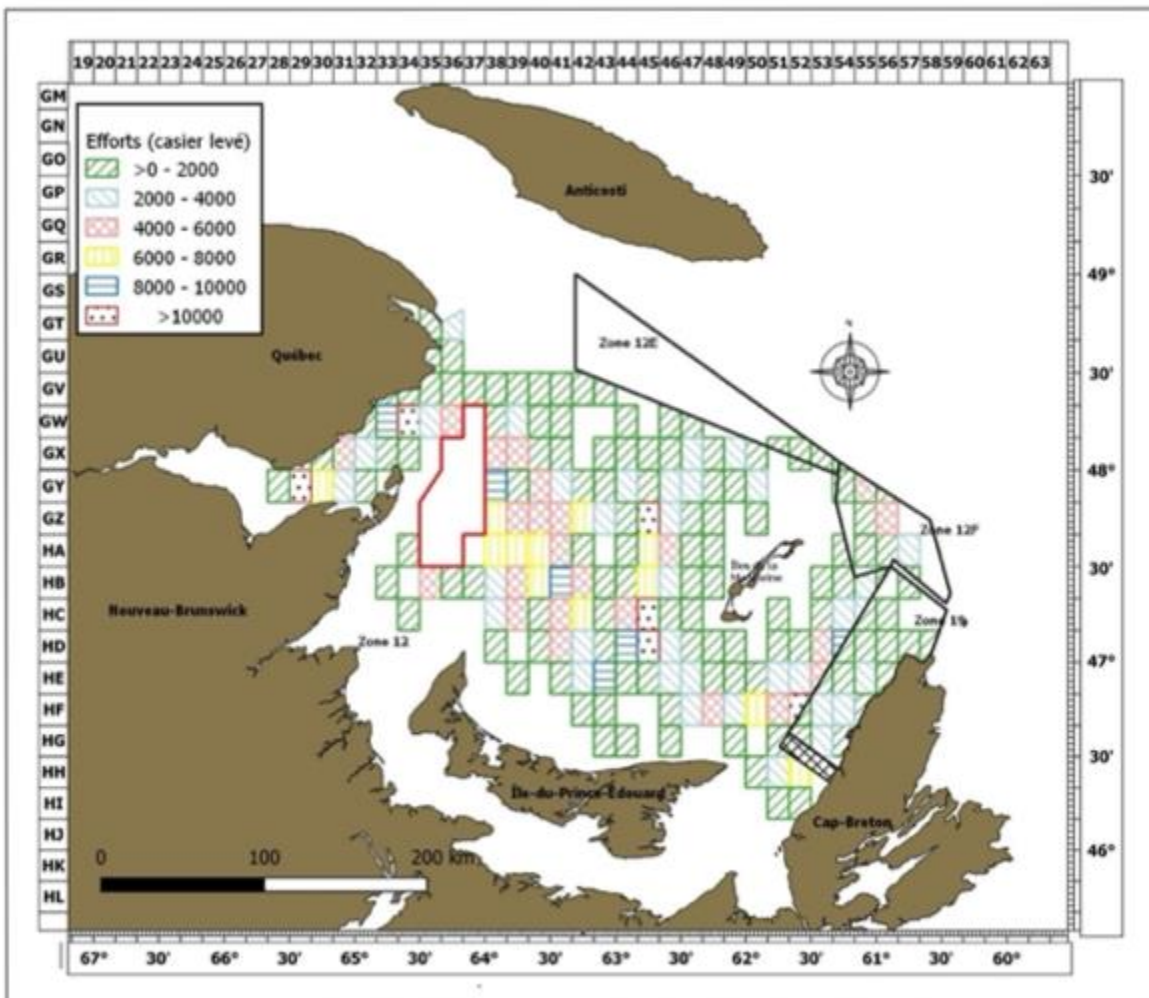 19 20 21 22 23 24 25 26 27 28 29 30 31 32 33 34 35 36 37 38 39 40 41 42 43 44 45 46 47 48 49 50 51 52 53 54 55 56 57 58 59 60 61 62 63
GM
GN
GO
GP
GQ
GR
GS
GT
GU
GV
GW
GX
GY
GZ
HA
HB
HC
HD
HE
HF
HG
HH
HI
HJ
HK
HL
Efforts (casier levé)
>0 - 2000
2000 - 4000
4000 - 6000
6000 - 8000
8000 - 10000
>10000
Anticosti
Québec
Zone 12E
Zone 12F
Îles de la
Nouveau-Brunswick
Zone 12
Zone 19
Île-du-Prince-Édouard
Cap-Breton
0 100 200 km
30'
49°
30'
48°
30'
47°
30'
46°
67° 30' 66° 30' 65° 30' 64° 30' 63° 30' 62° 30' 61° 30' 60°